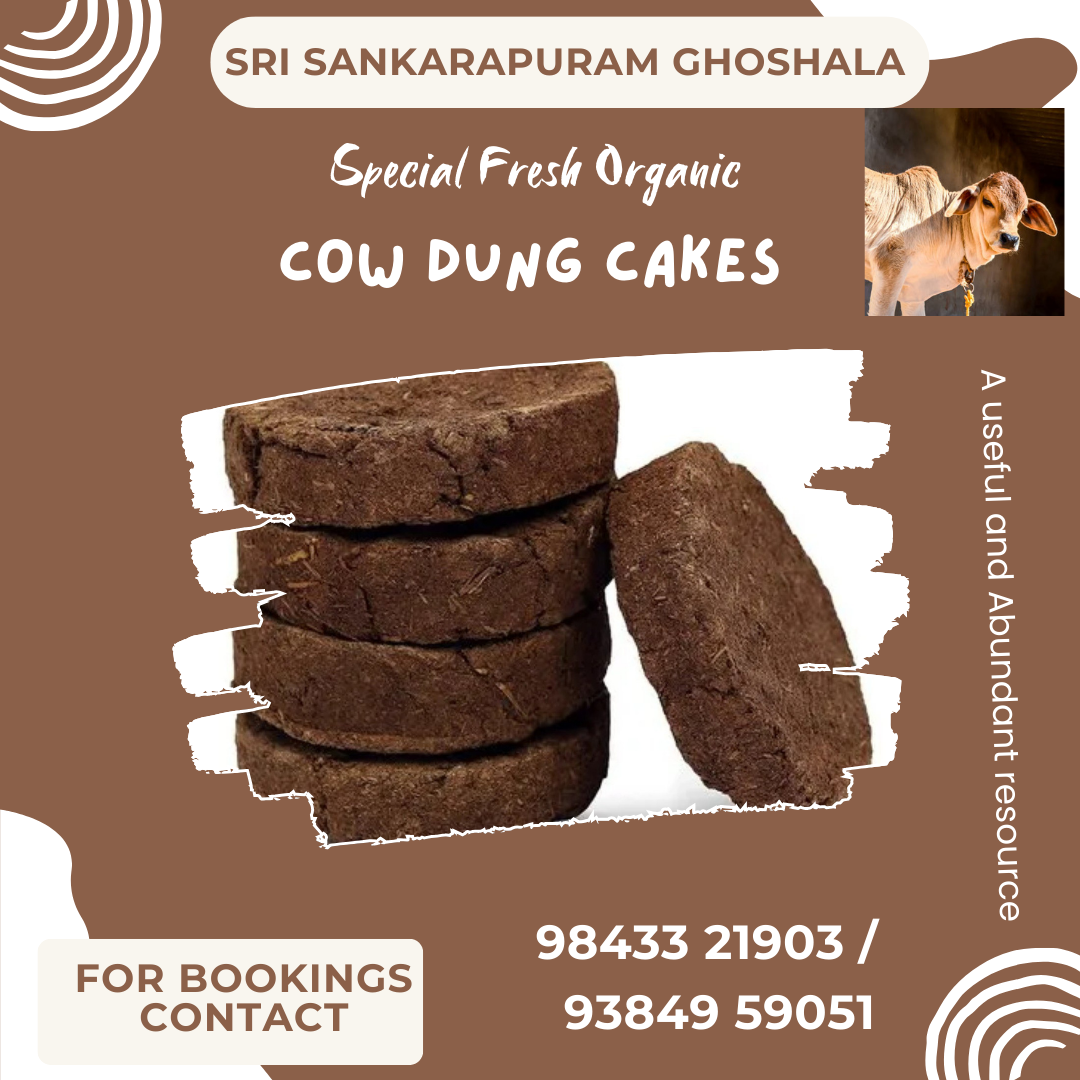 SRI SANKARAPURAM GHOSHALA
Special Fresh Organic
COW DUNG CAKES
A useful and Abundant resource
FOR BOOKINGS
CONTACT
98433 21903 /
93849 59051